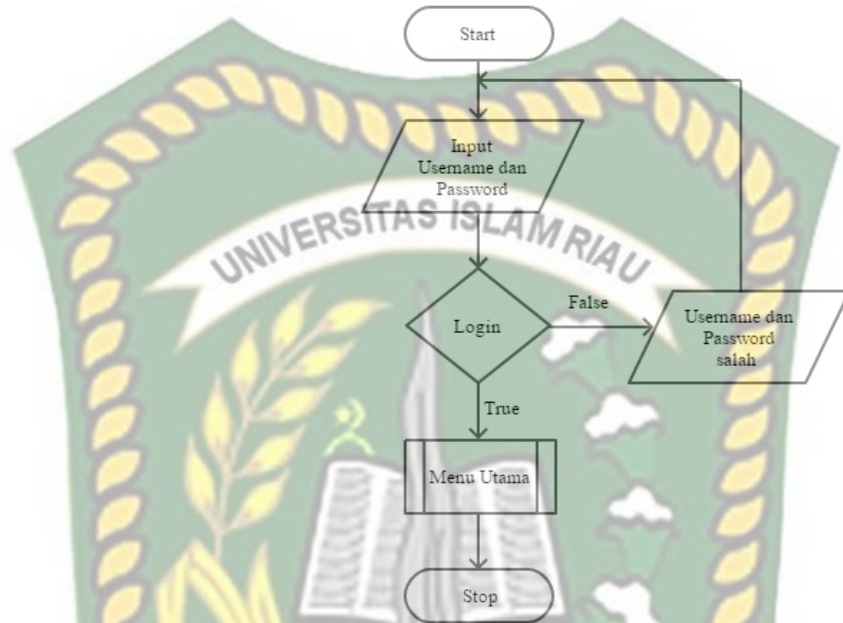 Start
Input
Username dan
Password
UNIVERSITAS ISLAM RIAU
Login
False
Username dan
Password
salah
True
Menu Utama
Stop